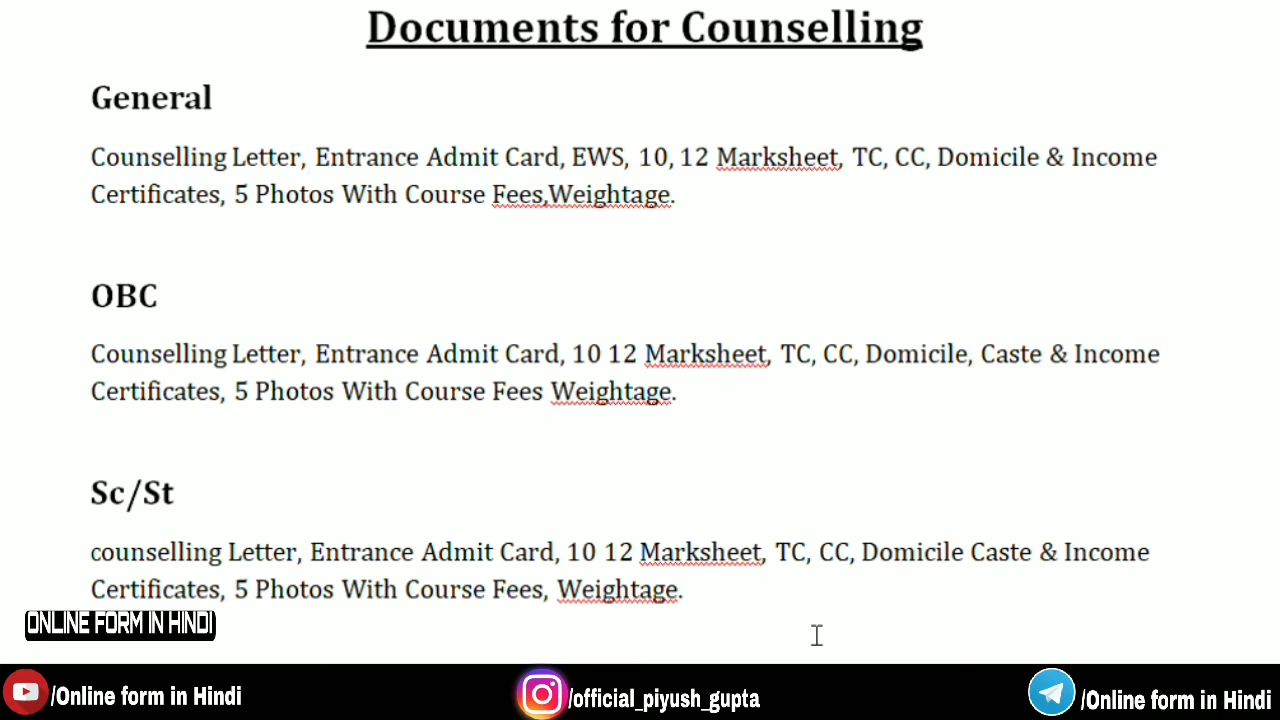 Documents for Counselling
General
Counselling Letter, Entrance Admit Card, EWS, 10, 12 Marksheet, TC, CC, Domicile & Income
Certificates, 5 Photos With Course Fees,Weightage.
OBC
Counselling Letter, Entrance Admit Card, 10 12 Marksheet, TC, CC, Domicile, Caste & Income
Certificates, 5 Photos With Course Fees Weightage.
Sc/St
counselling Letter, Entrance Admit Card, 10 12 Marksheet, TC, CC, Domicile Caste & Income
Certificates, 5 Photos With Course Fees, Weightage.
ONLINE FORM IN HINDI
/Online form in Hindi
/official_piyush_gupta
/Online form in Hindi